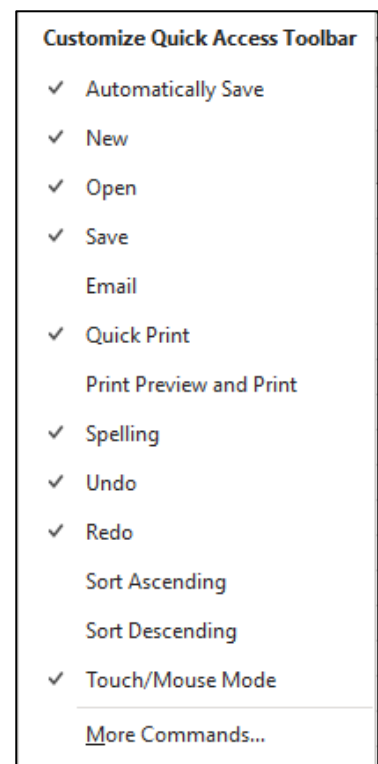 Customize Quick Access Toolbar
Automatically Save
New
Open
Save
Email
Quick Print
Print Preview and Print
Spelling
Undo
Redo
Sort Ascending
Sort Descending
Touch/Mouse Mode
More Commands...